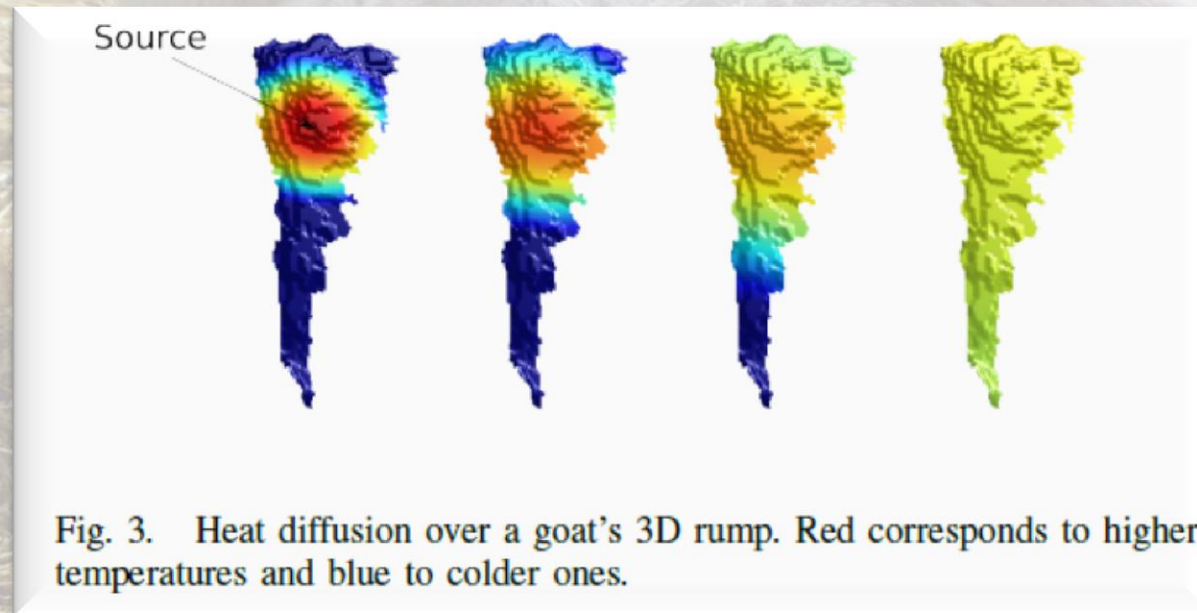 Source
Fig. 3. Heat diffusion over a goat's 3D rump. Red corresponds to higher
temperatures and blue to colder ones.